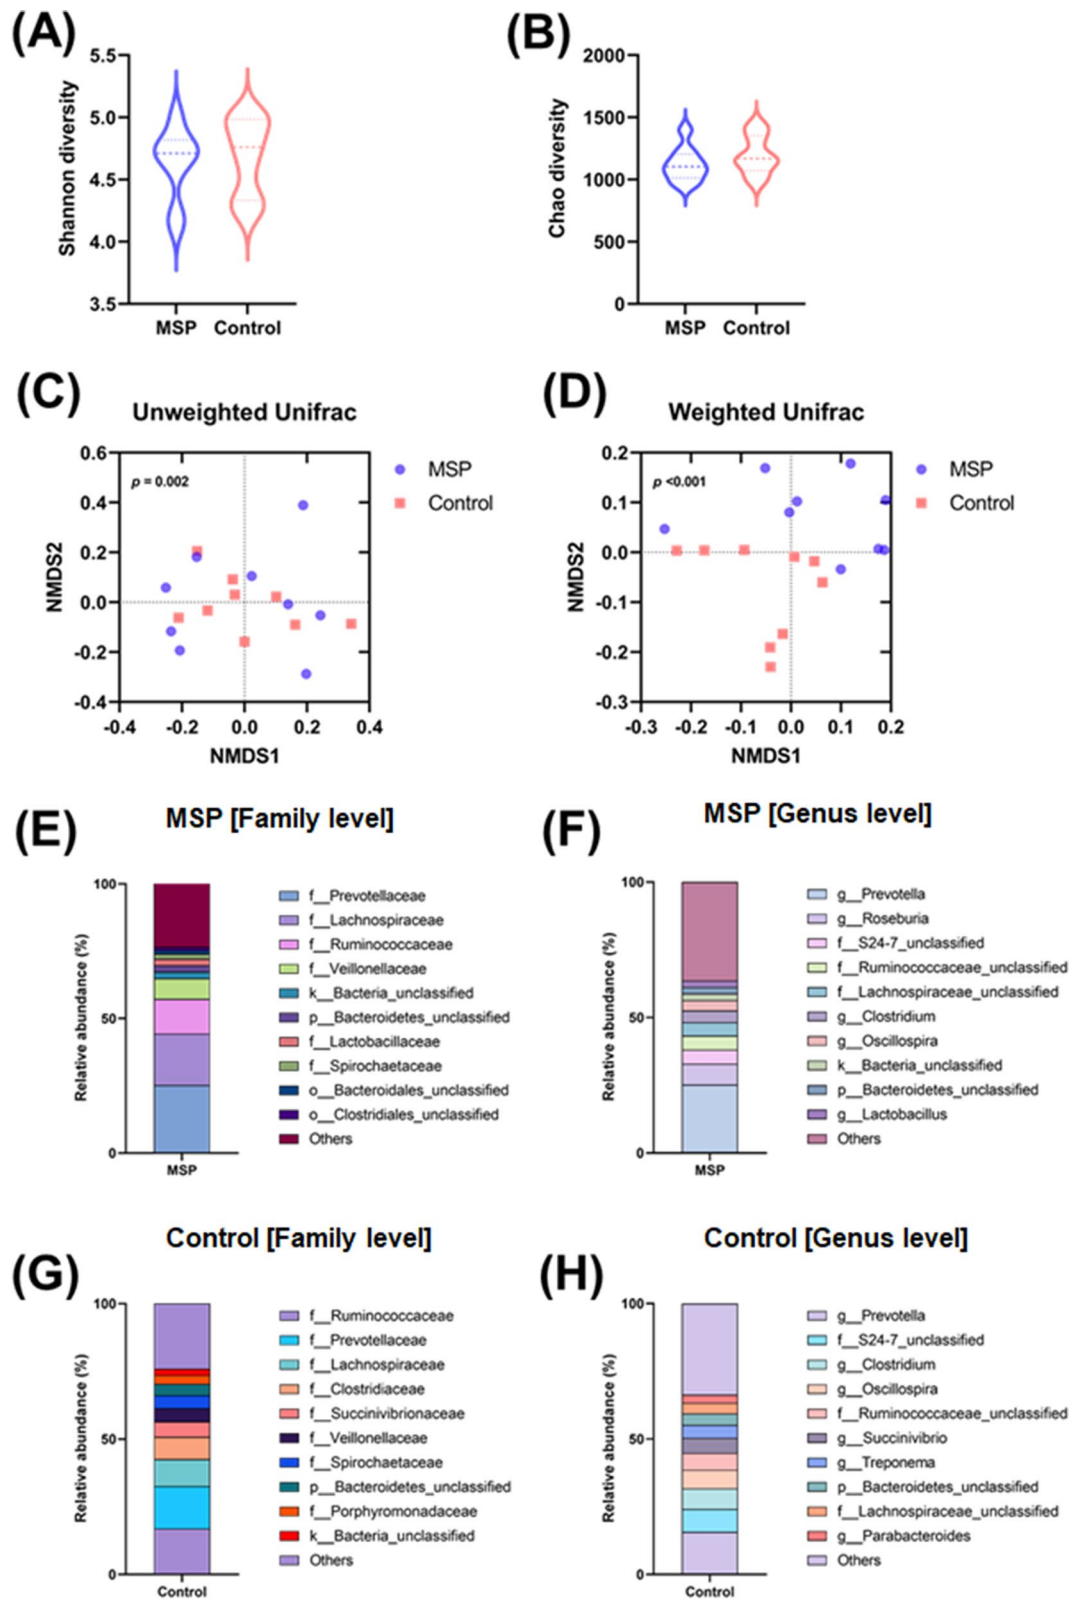 (A)
5.5
5.0
4.5
4.0
3.5
Shannon diversity
MSP Control
(B)
2000
1500
1000
500
0
Chao diversity
MSP Control
(C)
Unweighted Unifrac
p = 0.002
0.6
0.4
0.2
0.0
-0.2
-0.4
NMDS2
-0.4 -0.2 0.0 0.2 0.4
NMDS1
MSP
Control
(D)
Weighted Unifrac
p <0.001
0.2
0.1
0.0
-0.1
-0.2
-0.3
NMDS2
-0.3 -0.2 -0.1 0.0 0.1 0.2
NMDS1
MSP
Control
(E)
MSP [Family level]
100
50
0
Relative abundance (%)
MSP
f__Prevotellaceae
f__Lachnospiraceae
f__Ruminococcaceae
f__Veillonellaceae
k__Bacteria_unclassified
p__Bacteroidetes_unclassified
f__Lactobacillaceae
f__Spirochaetaceae
o__Bacteroidales_unclassified
o__Clostridiales_unclassified
Others
(F)
MSP [Genus level]
100
50
0
Relative abundance (%)
MSP
g__Prevotella
g__Roseburia
f__S24-7_unclassified
f__Ruminococcaceae_unclassified
f__Lachnospiraceae_unclassified
g__Clostridium
g__Oscillospira
k__Bacteria_unclassified
p__Bacteroidetes_unclassified
g__Lactobacillus
Others
(G)
Control [Family level]
100
50
0
Relative abundance (%)
Control
f__Ruminococcaceae
f__Prevotellaceae
f__Lachnospiraceae
f__Clostridiaceae
f__Succinivibrionaceae
f__Veillonellaceae
f__Spirochaetaceae
p__Bacteroidetes_unclassified
f__Porphyromonadaceae
k__Bacteria_unclassified
Others
(H)
Control [Genus level]
100
50
0
Relative abundance (%)
Control
g__Prevotella
f__S24-7_unclassified
g__Clostridium
g__Oscillospira
f__Ruminococcaceae_unclassified
g__Succinivibrio
g__Treponema
p__Bacteroidetes_unclassified
f__Lachnospiraceae_unclassified
g__Parabacteroides
Others